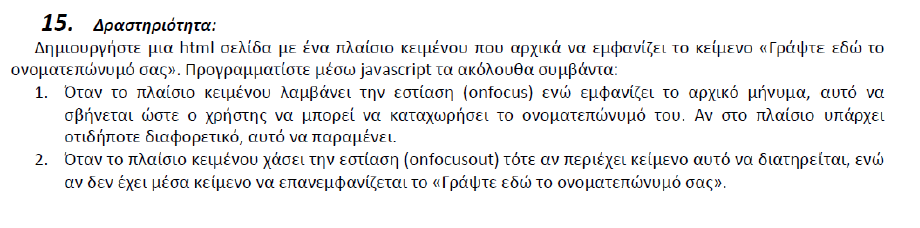 15. Δραστηριότητα:
Δημιουργήστε μια html σελίδα με ένα πλαίσιο κειμένου που αρχικά να εμφανίζει το κείμενο «Γράψτε εδώ το
ονοματεπώνυμό σας». Προγραμματίστε μέσω javascript τα ακόλουθα συμβάντα:
1. Όταν το πλαίσιο κειμένου λαμβάνει την εστίαση (onfocus) ενώ εμφανίζει το αρχικό μήνυμα, αυτό να
σβήνεται ώστε ο χρήστης να μπορεί να καταχωρήσει το ονοματεπώνυμό του. Αν στο πλαίσιο υπάρχει
οτιδήποτε διαφορετικό, αυτό να παραμένει.
2. Όταν το πλαίσιο κειμένου χάσει την εστίαση (onfocusout) τότε αν περιέχει κείμενο αυτό να διατηρείται, ενώ
αν δεν έχει μέσα κείμενο να επανεμφανίζεται το «Γράψτε εδώ το ονοματεπώνυμό σας».